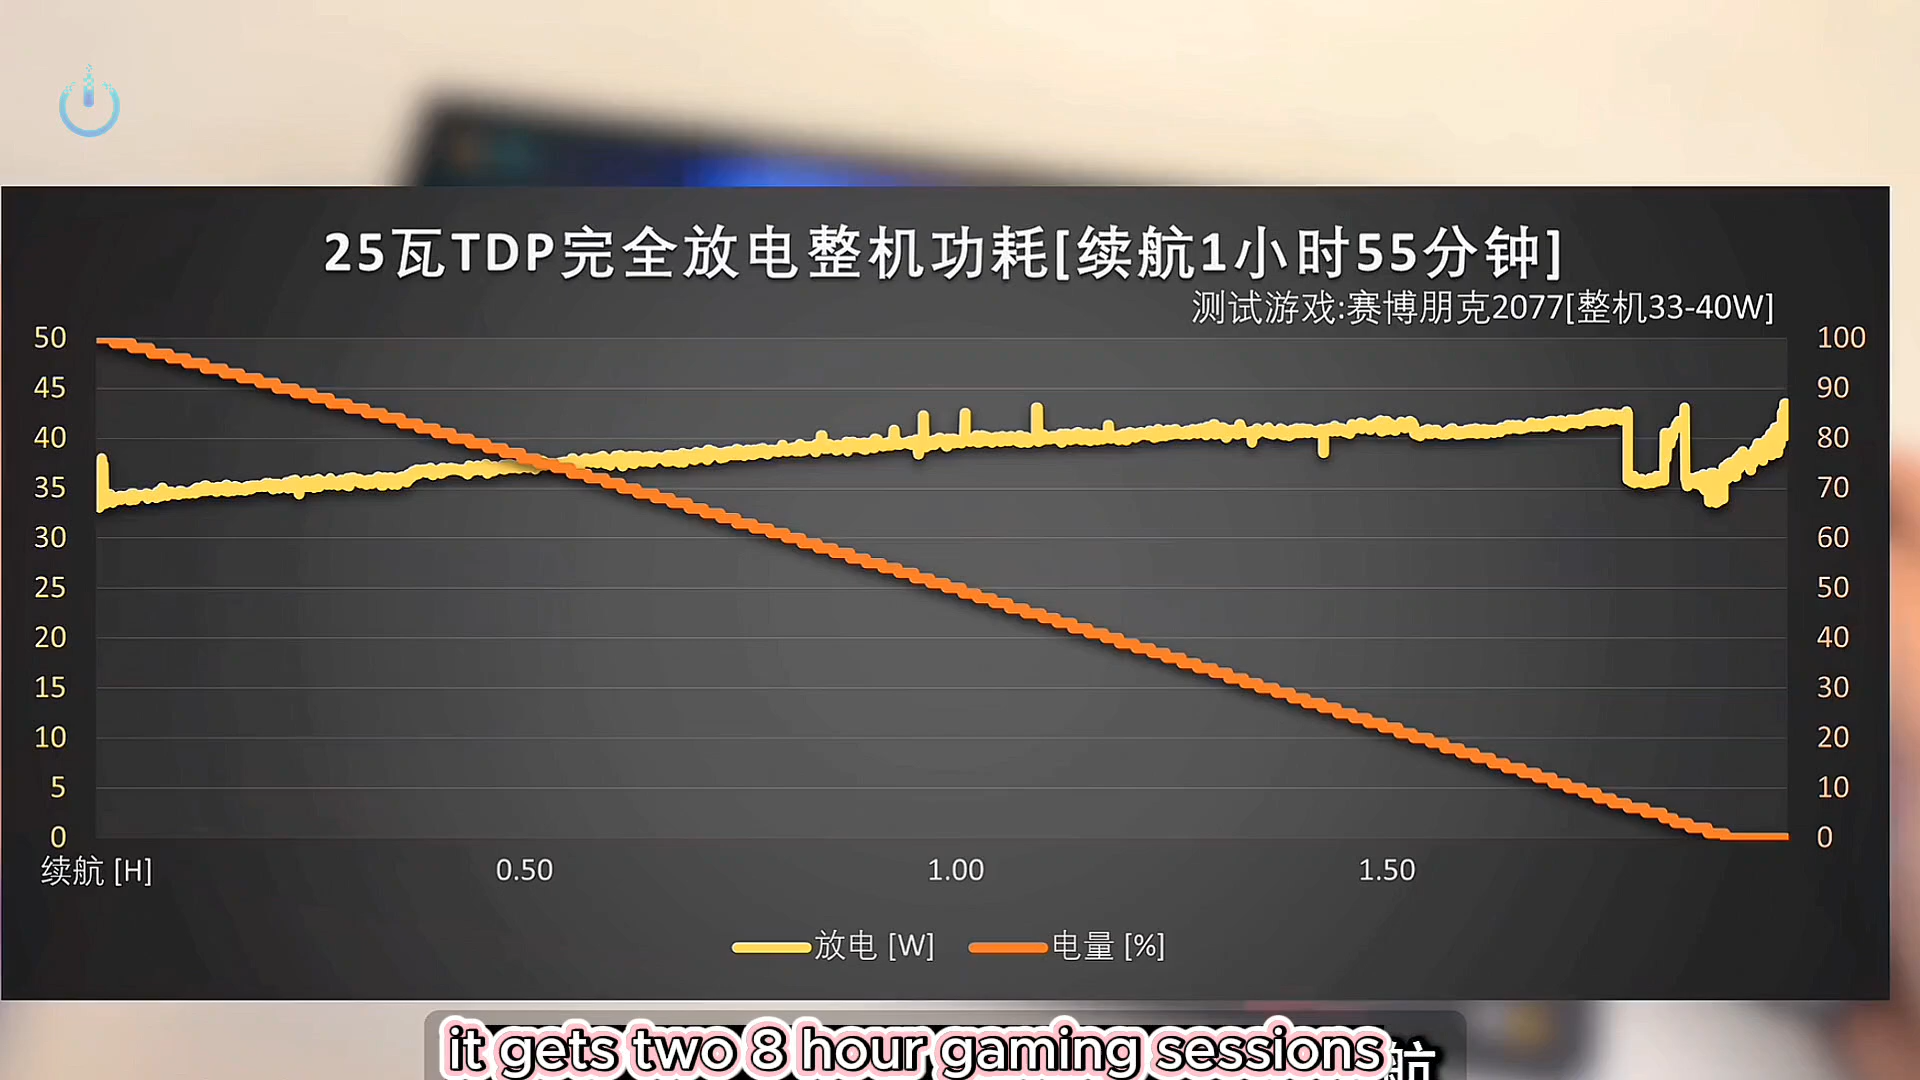 25瓦TDP完全放电整机功耗[续航1小时55分钟]
测试游戏:赛博朋克2077[整机33-40W]
50 100
45 90
40 80
35 70
30 60
25 50
20 40
15 30
10 20
5 10
0 0
续航 [H] 0.50 1.00 1.50
放电 [W] 电量 [%]
it gets two 8 hour gaming sessions
航